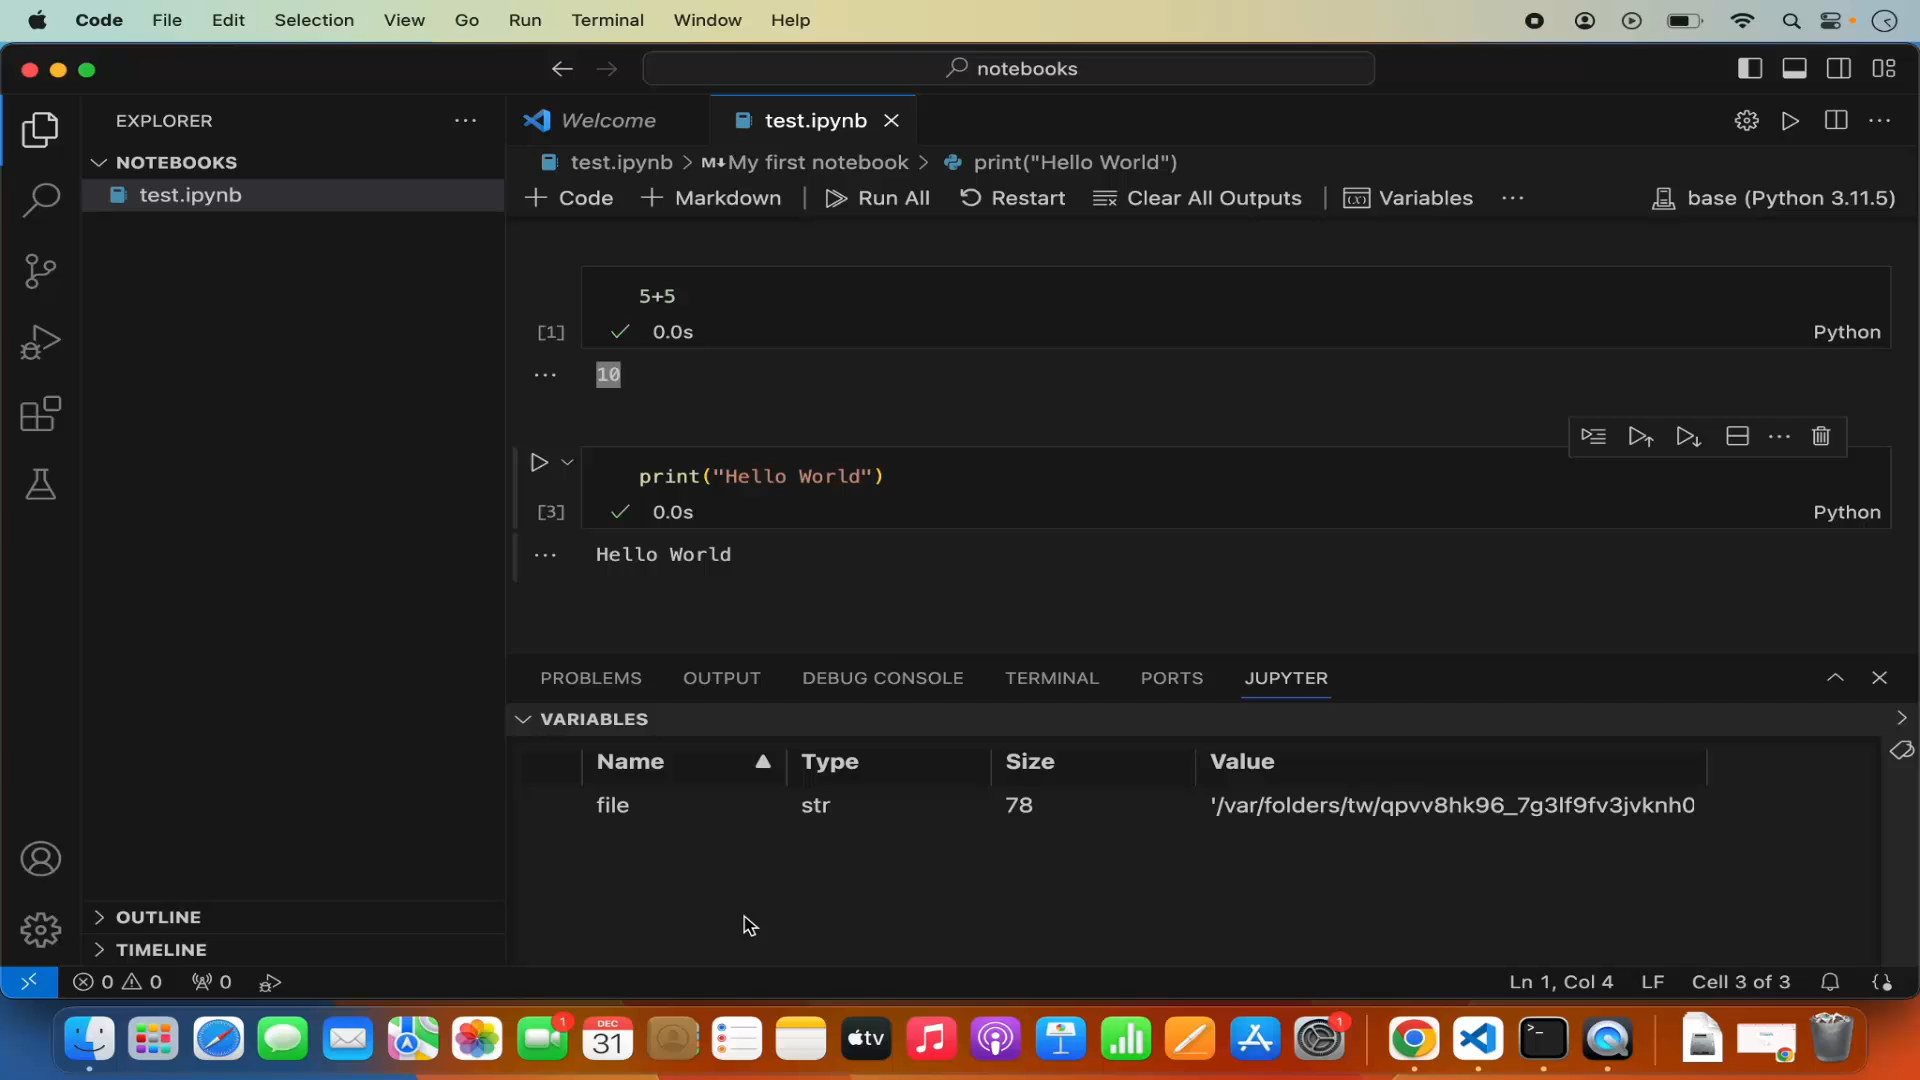 Code File Edit Selection View Go Run Terminal Window Help
notebooks
EXPLORER
NOTEBOOKS
test.ipynb
OUTLINE
TIMELINE
Welcome test.ipynb
test.ipynb > M↓ My first notebook > print("Hello World")
+ Code + Markdown Run All Restart Clear All Outputs (x) Variables ... base (Python 3.11.5)
5+5
[1] 0.0s Python
... 10
print("Hello World")
[3] 0.0s Python
... Hello World
PROBLEMS OUTPUT DEBUG CONSOLE TERMINAL PORTS JUPYTER
VARIABLES
Name Type Size Value
file str 78 '/var/folders/tw/qpvv8hk96_7g3lf9fv3jvknh0
0 0 0 Ln 1, Col 4 LF Cell 3 of 3
1 DEC 31 tv 1 >_